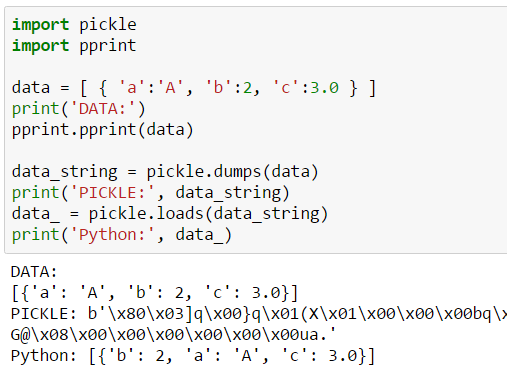 import pickle
import pprint
data = [ { 'a':'A', 'b':2, 'c':3.0 } ]
print('DATA:')
pprint.pprint(data)
data_string = pickle.dumps(data)
print('PICKLE:', data_string)
data_ = pickle.loads(data_string)
print('Python:', data_)
DATA:
[{'a': 'A', 'b': 2, 'c': 3.0}]
PICKLE: b'\x80\x03]q\x00}q\x01(X\x01\x00\x00\x00bq\x
G@\x08\x00\x00\x00\x00\x00\x00ua.'
Python: [{'b': 2, 'a': 'A', 'c': 3.0}]